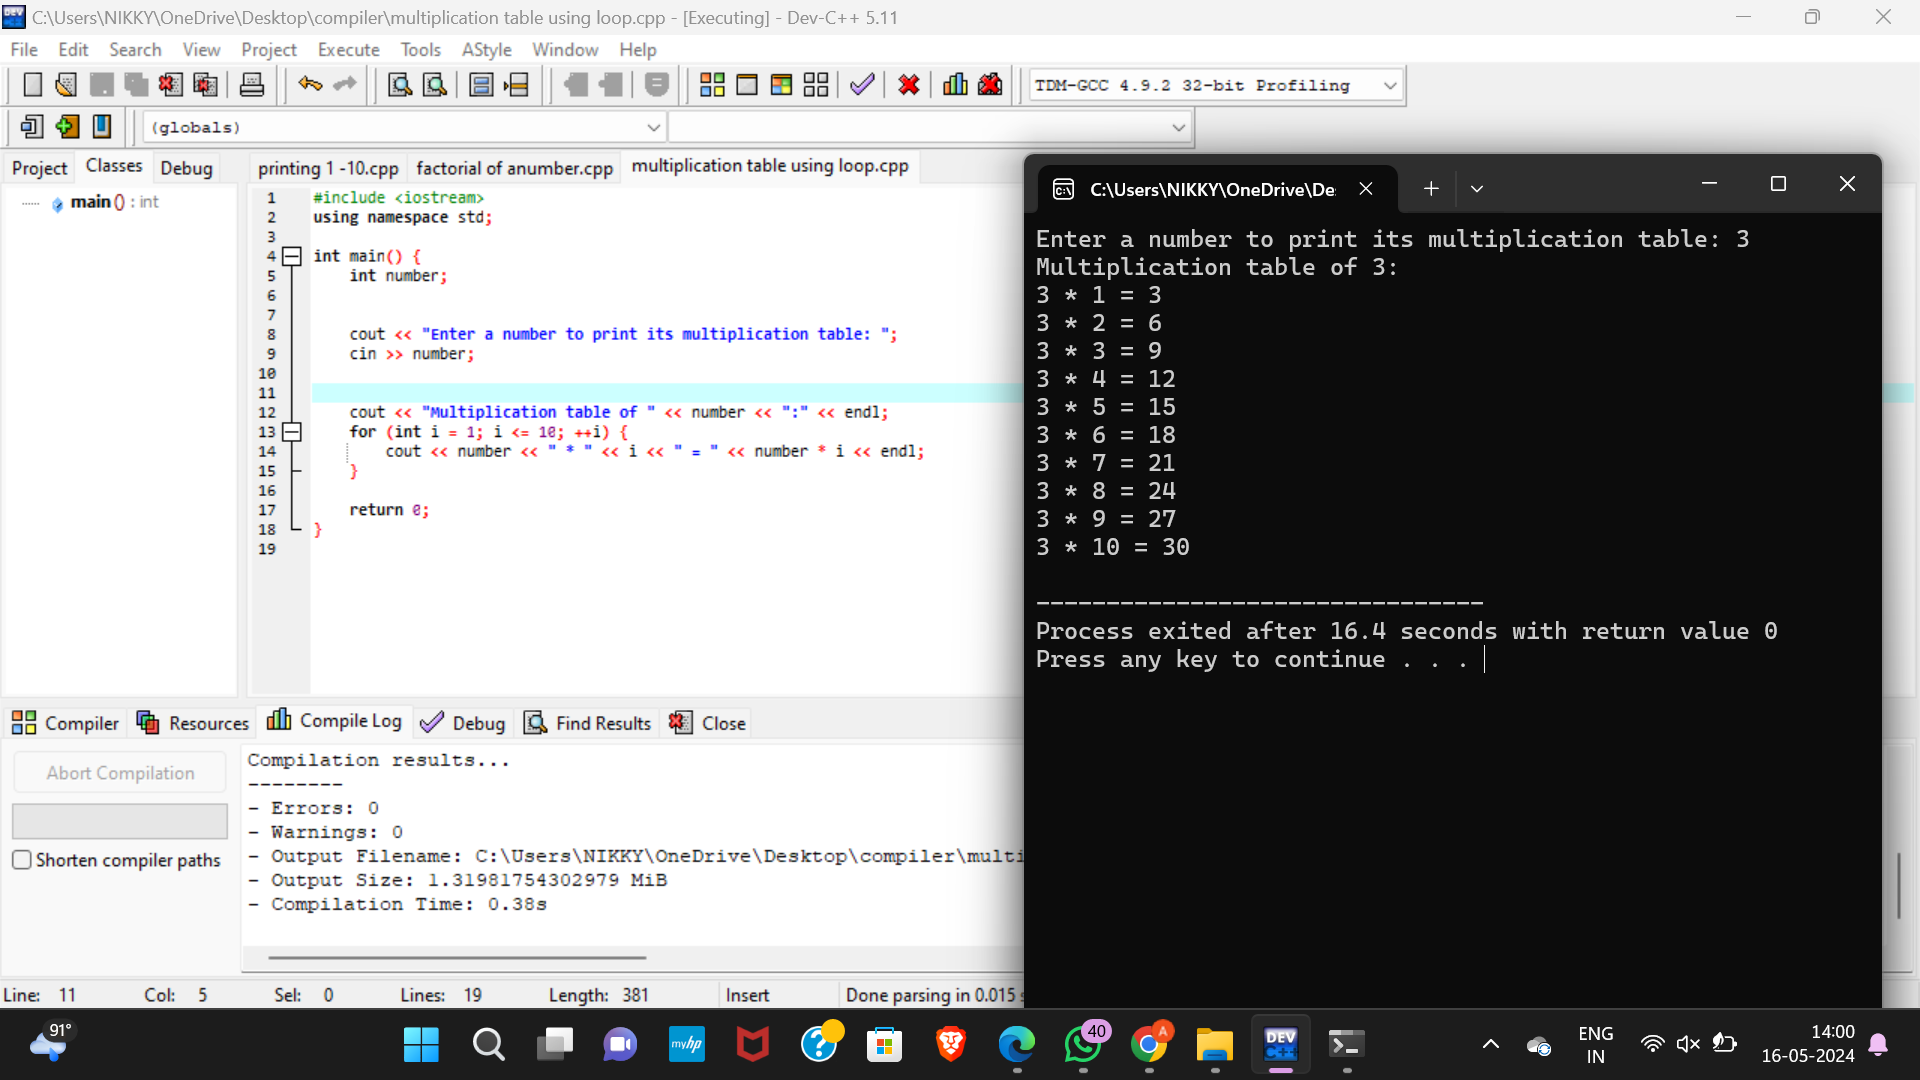 C:\Users\NIKKY\OneDrive\Desktop\compiler\multiplication table using loop.cpp - [Executing] - Dev-C++ 5.11
File Edit Search View Project Execute Tools AStyle Window Help
TDM-GCC 4.9.2 32-bit Profiling
(globals)
Project Classes Debug
printing 1 -10.cpp factorial of anumber.cpp multiplication table using loop.cpp
main () : int
1 #include <iostream>
2 using namespace std;
3
4 int main() {
5 int number;
6
7
8 cout << "Enter a number to print its multiplication table: ";
9 cin >> number;
10
11
12 cout << "Multiplication table of " << number << ":" << endl;
13 for (int i = 1; i <= 10; ++i) {
14 cout << number << " * " << i << " = " << number * i << endl;
15 }
16
17 return 0;
18 }
19
C:\Users\NIKKY\OneDrive\De
Enter a number to print its multiplication table: 3
Multiplication table of 3:
3 * 1 = 3
3 * 2 = 6
3 * 3 = 9
3 * 4 = 12
3 * 5 = 15
3 * 6 = 18
3 * 7 = 21
3 * 8 = 24
3 * 9 = 27
3 * 10 = 30
--------------------------------
Process exited after 16.4 seconds with return value 0
Press any key to continue . . .
Compiler Resources Compile Log Debug Find Results Close
Abort Compilation
Shorten compiler paths
Compilation results...
--------
- Errors: 0
- Warnings: 0
- Output Filename: C:\Users\NIKKY\OneDrive\Desktop\compiler\multi
- Output Size: 1.31981754302979 MiB
- Compilation Time: 0.38s
Line: 11 Col: 5 Sel: 0 Lines: 19 Length: 381 Insert Done parsing in 0.015 s
91°
myhp
40
A
DEV
C++
ENG
IN
14:00
16-05-2024